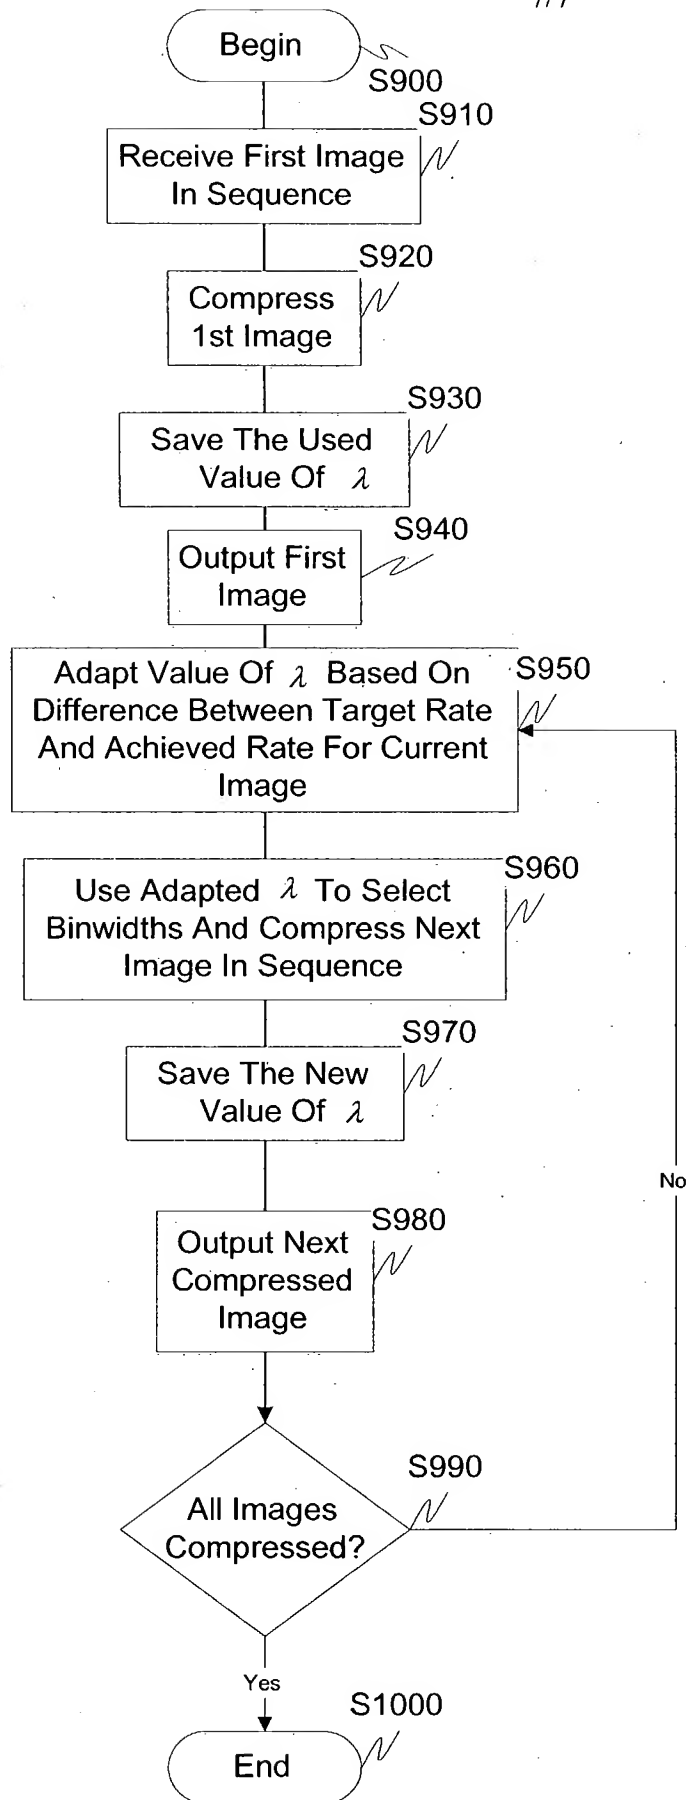 Begin
S900
S910
Receive First Image
In Sequence
S920
Compress
1st Image
S930
Save The Used
Value Of λ
S940
Output First
Image
S950
Adapt Value Of λ Based On
Difference Between Target Rate
And Achieved Rate For Current
Image
S960
Use Adapted λ To Select
Binwidths And Compress Next
Image In Sequence
S970
Save The New
Value Of λ
No
S980
Output Next
Compressed
Image
S990
All Images
Compressed?
Yes
S1000
End